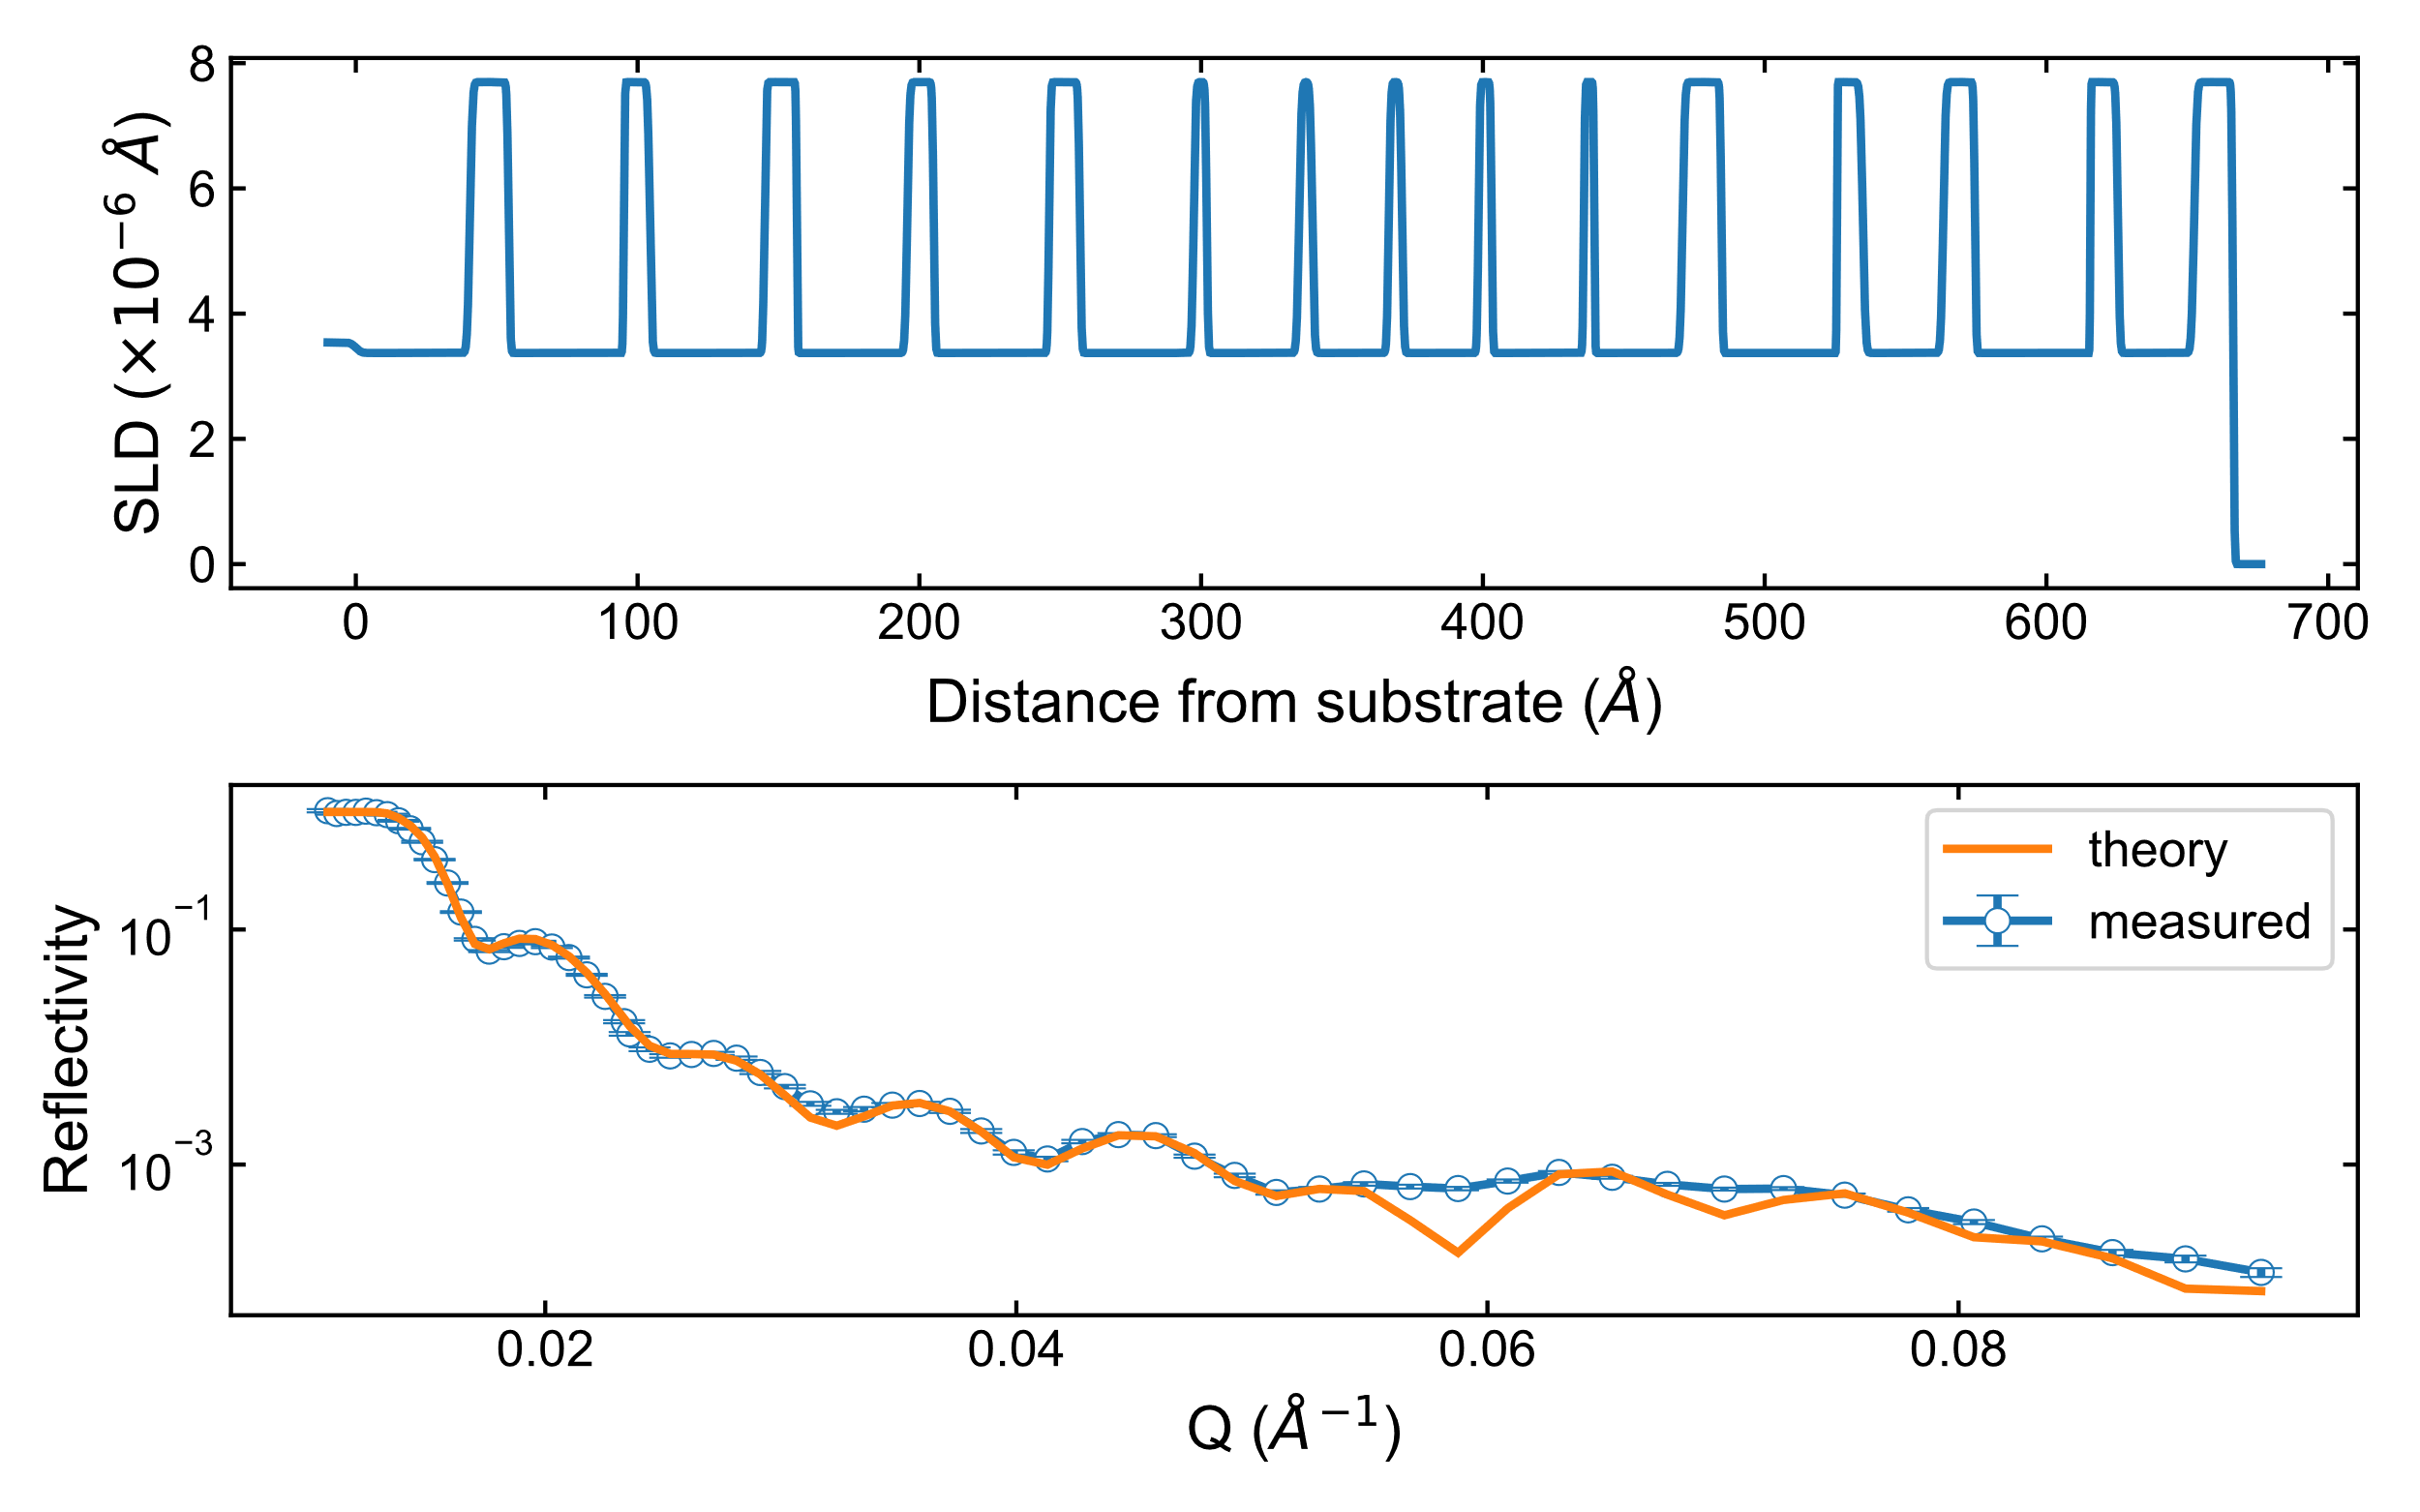 SLD (×10⁻⁶ Å)
8
6
4
2
0
0 100 200 300 400 500 600 700
Distance from substrate (Å)
Reflectivity
10⁻¹
10⁻³
theory
measured
0.02 0.04 0.06 0.08
Q (Å⁻¹)